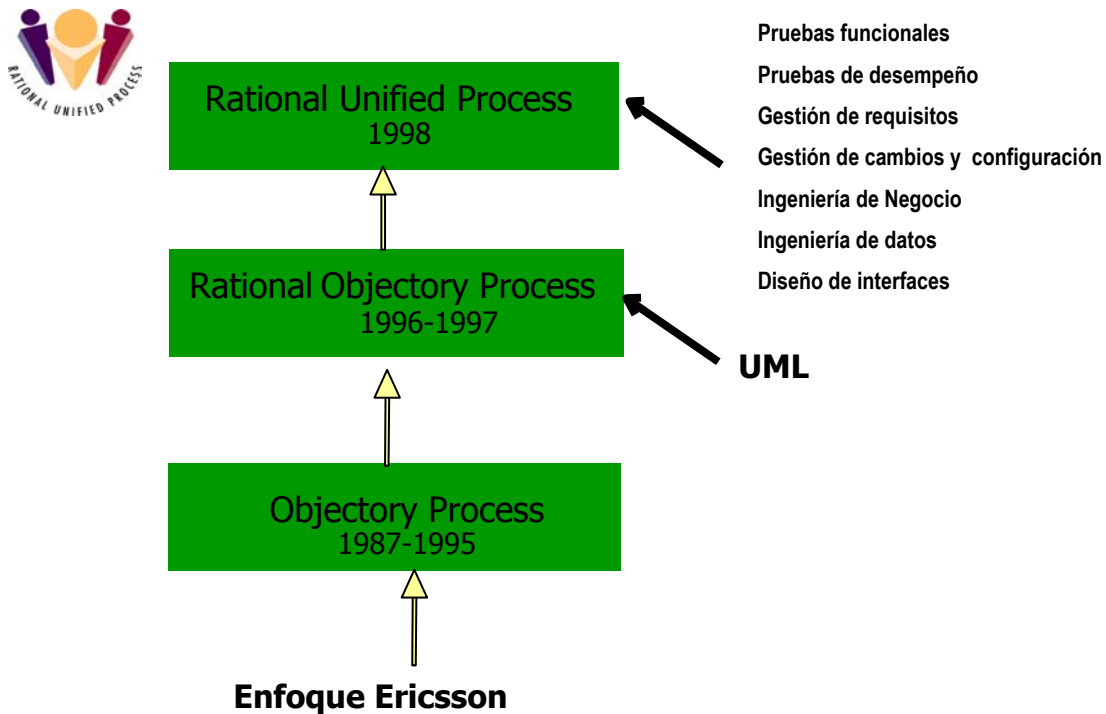 RATIONAL UNIFIED PROCESS
Rational Unified Process
1998
Pruebas funcionales
Pruebas de desempeño
Gestión de requisitos
Gestión de cambios y configuración
Ingeniería de Negocio
Ingeniería de datos
Diseño de interfaces
Rational Objectory Process
1996-1997
UML
Objectory Process
1987-1995
Enfoque Ericsson